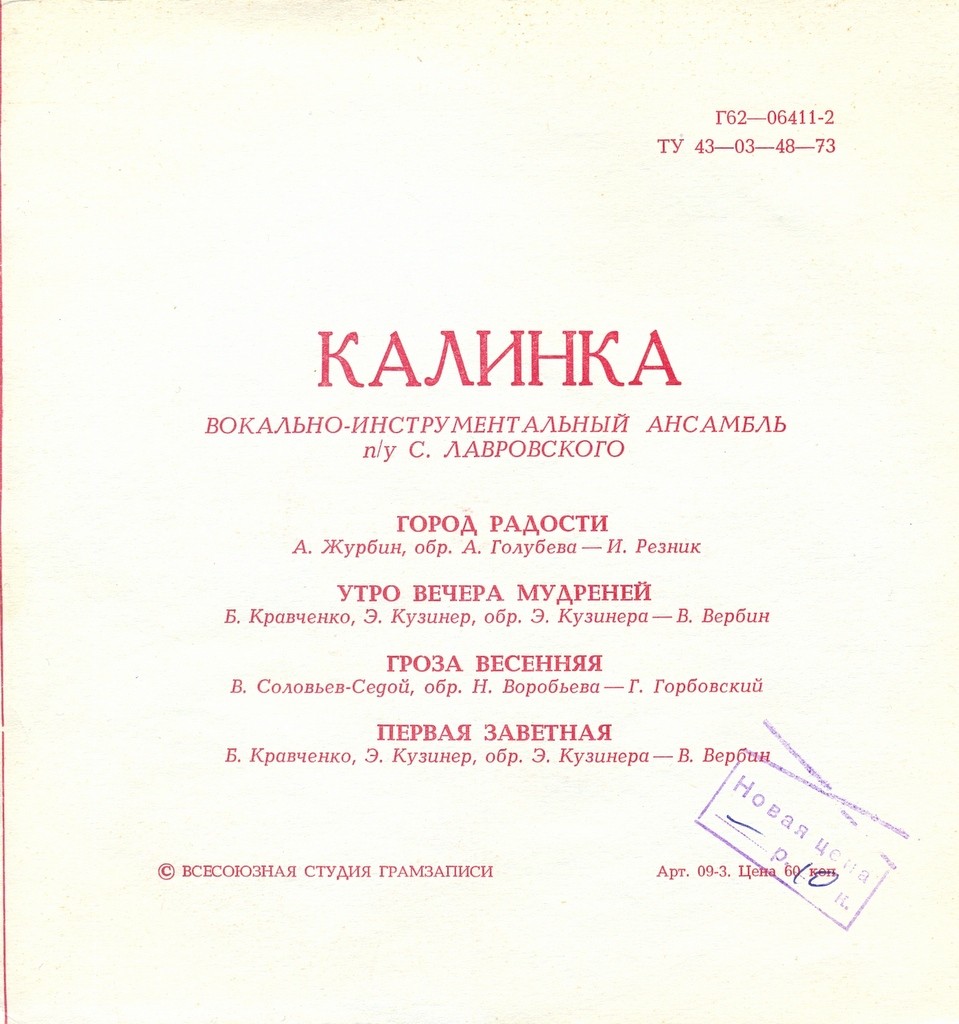 Г62—06411-2
ТУ 43—03—48—73
КАЛИНКА
ВОКАЛЬНО-ИНСТРУМЕНТАЛЬНЫЙ АНСАМБЛЬ
п/у С. ЛАВРОВСКОГО
ГОРОД РАДОСТИ
А. Журбин, обр. А. Голубева — И. Резник
УТРО ВЕЧЕРА МУДРЕНЕЙ
Б. Кравченко, Э. Кузинер, обр. Э. Кузинера — В. Вербин
ГРОЗА ВЕСЕННЯЯ
В. Соловьев-Седой, обр. Н. Воробьева — Г. Горбовский
ПЕРВАЯ ЗАВЕТНАЯ
Б. Кравченко, Э. Кузинер, обр. Э. Кузинера — В. Вербин
© ВСЕСОЮЗНАЯ СТУДИЯ ГРАМЗАПИСИ
Арт. 09-3. Цена 60 коп.
Новая цена
— р. 40 к.